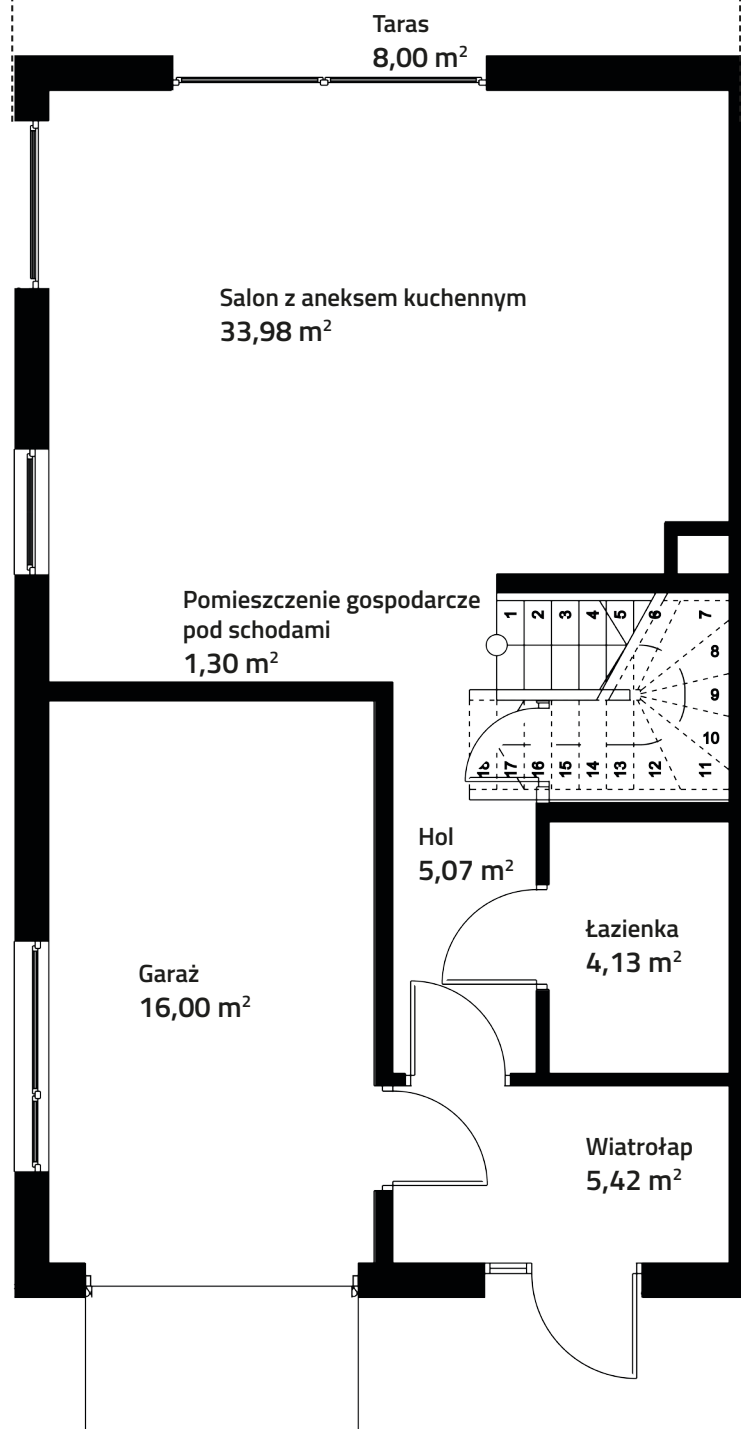 Taras
8,00 m²
Salon z aneksem kuchennym
33,98 m²
Pomieszczenie gospodarcze
pod schodami
1,30 m²
1 2 3 4 5 6 7
8
9
10
18 17 16 15 14 13 12 11
Hol
5,07 m²
Łazienka
4,13 m²
Garaż
16,00 m²
Wiatrołap
5,42 m²